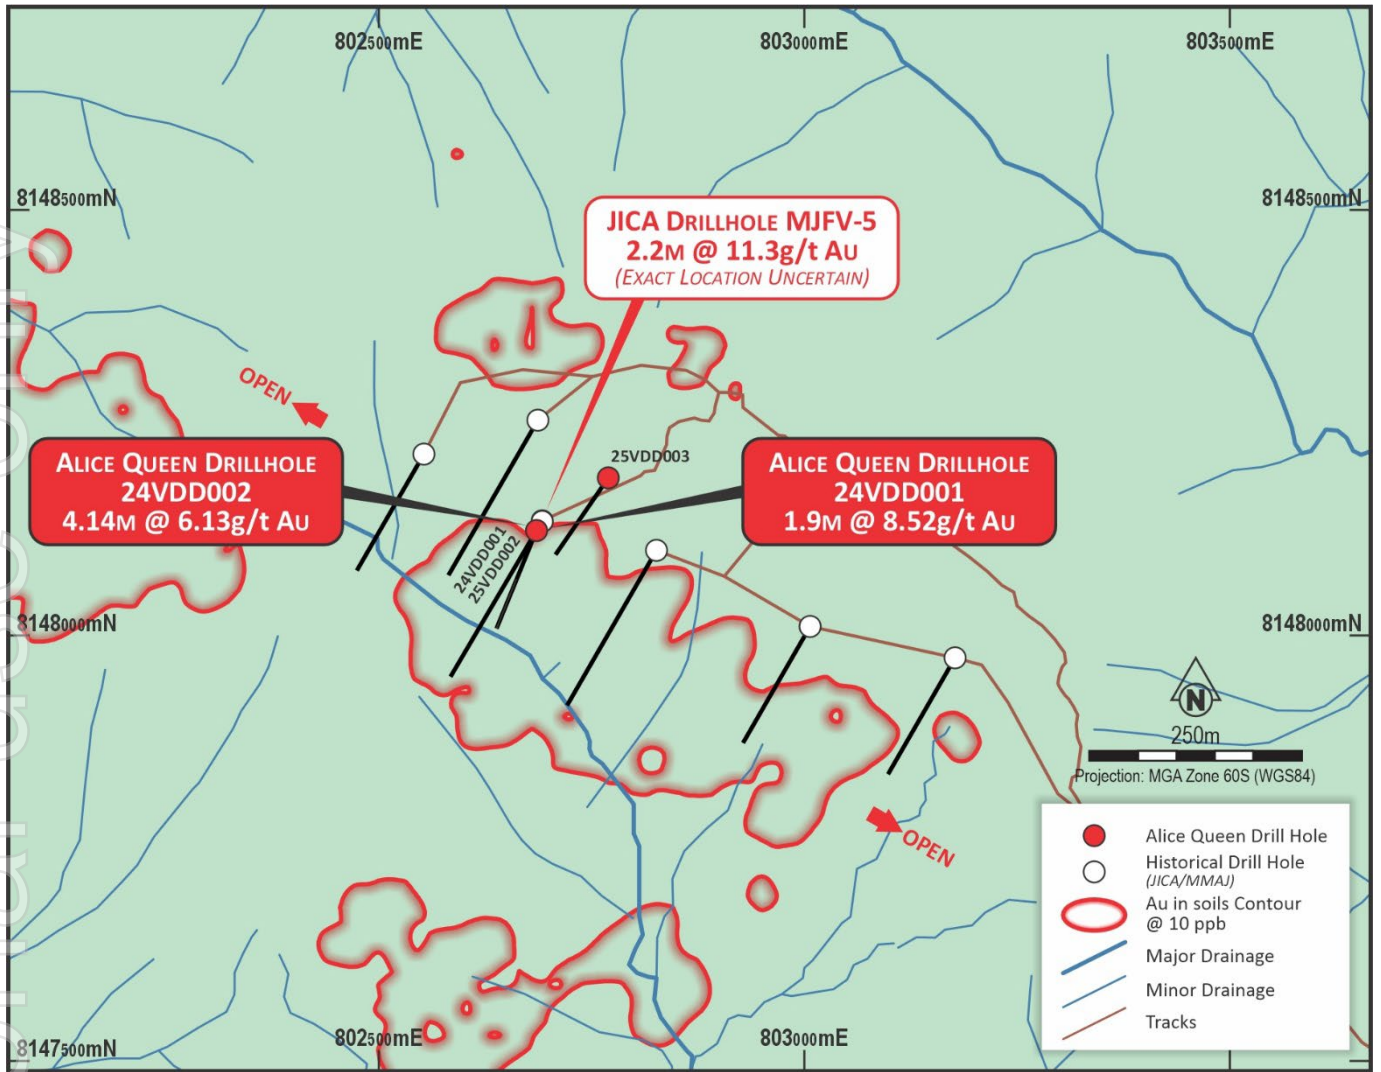 802500mE
803000mE
803500mE
8148500mN
8148500mN
JICA DRILLHOLE MJFV-5
2.2M @ 11.3g/t AU
(EXACT LOCATION UNCERTAIN)
OPEN
ALICE QUEEN DRILLHOLE
24VDD002
4.14M @ 6.13g/t AU
25VDD003
ALICE QUEEN DRILLHOLE
24VDD001
1.9M @ 8.52g/t AU
24VDD001
25VDD002
8148000mN
8148000mN
N
250m
Projection: MGA Zone 60S (WGS84)
OPEN
Alice Queen Drill Hole
Historical Drill Hole
(JICA/MMAJ)
Au in soils Contour
@ 10 ppb
Major Drainage
Minor Drainage
Tracks
8147500mN
802500mE
803000mE